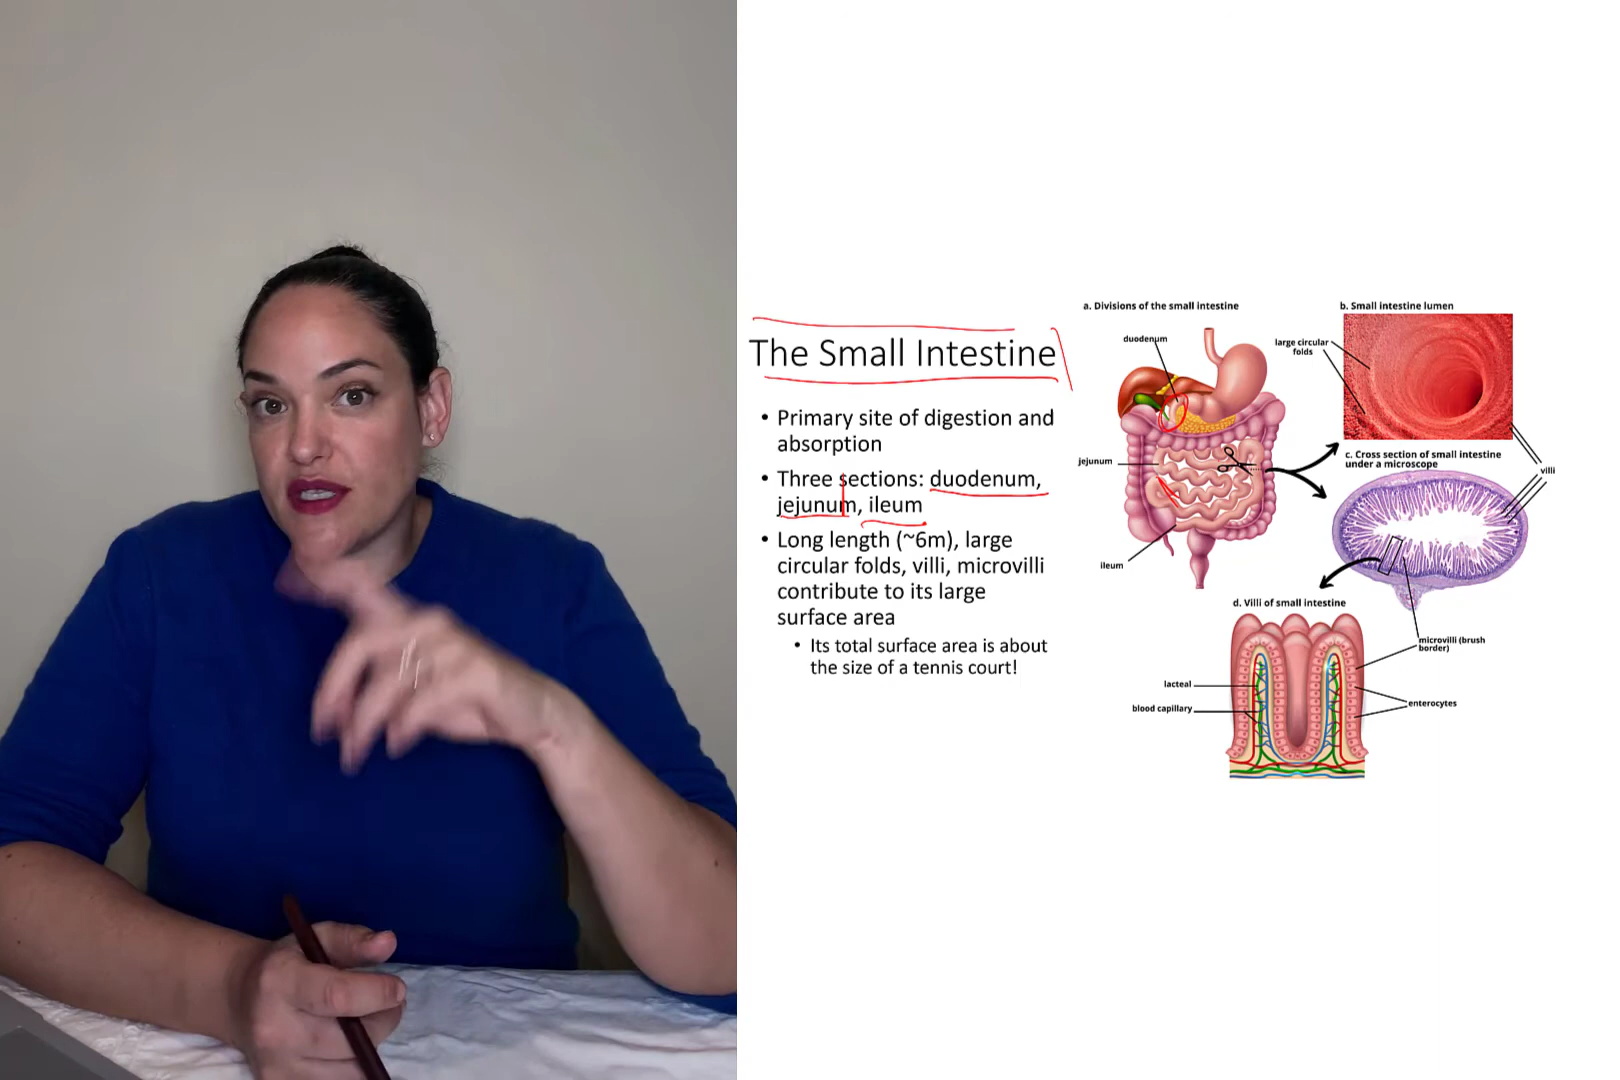 The Small Intestine
• Primary site of digestion and
absorption
• Three sections: duodenum,
jejunum, ileum
• Long length (~6m), large
circular folds, villi, microvilli
contribute to its large
surface area
• Its total surface area is about
the size of a tennis court!
a. Divisions of the small intestine
duodenum
jejunum
ileum
b. Small intestine lumen
large circular
folds
c. Cross section of small intestine
under a microscope
villi
d. Villi of small intestine
microvilli (brush
border)
lacteal
blood capillary
enterocytes